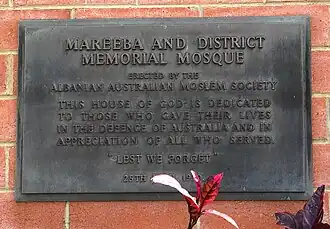 MAREEBA AND DISTRICT
MEMORIAL MOSQUE
ERECTED BY THE
ALBANIAN AUSTRALIAN MOSLEM SOCIETY
THIS HOUSE OF GOD IS DEDICATED
TO THOSE WHO GAVE THEIR LIVES
IN THE DEFENCE OF AUSTRALIA AND IN
APPRECIATION OF ALL WHO SERVED.
"LEST WE FORGET"
25TH